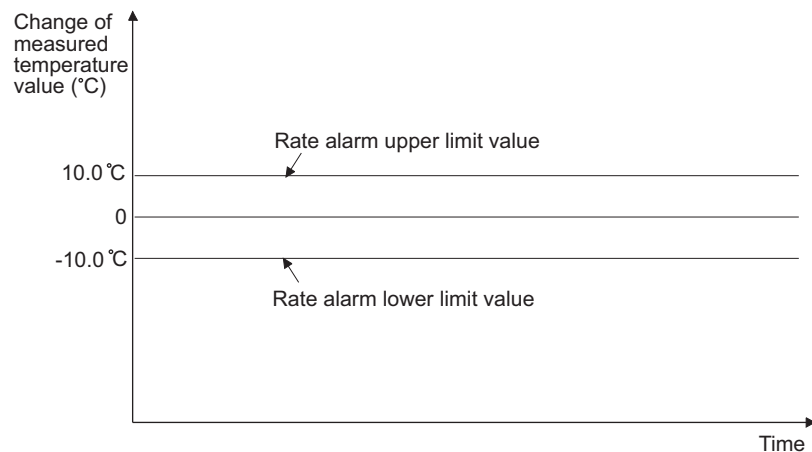 Change of
measured
temperature
value (°C)
Rate alarm upper limit value
10.0 °C
0
-10.0 °C
Rate alarm lower limit value
Time